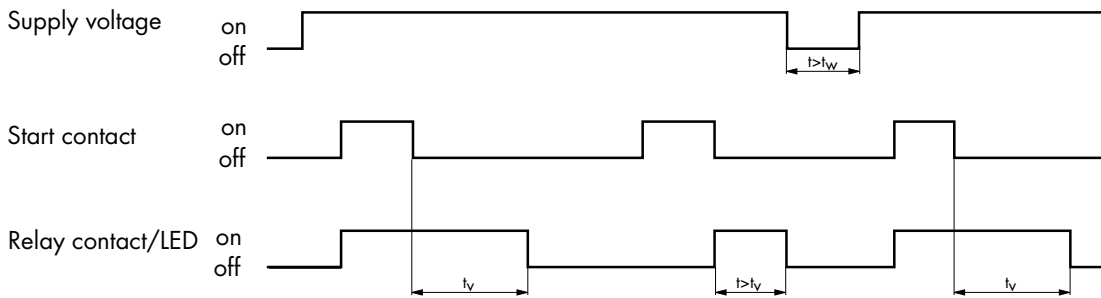 Supply voltage on
off
t>tw
Start contact on
off
Relay contact/LED on
off
tv t>tv tv